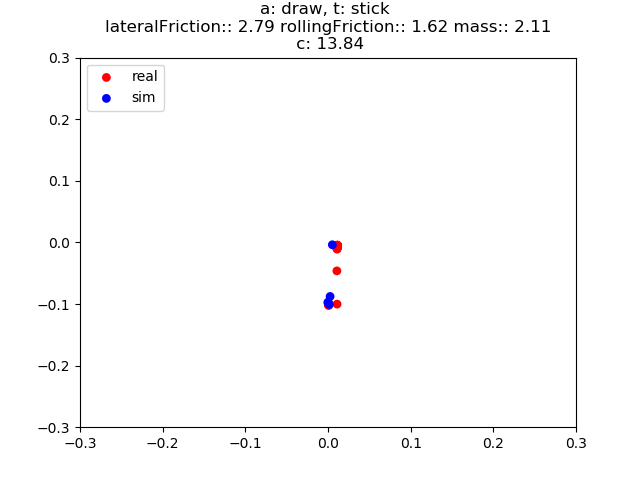 a: draw, t: stick
lateralFriction:: 2.79 rollingFriction:: 1.62 mass:: 2.11
c: 13.84
real
sim
0.3
0.2
0.1
0.0
−0.1
−0.2
−0.3
−0.3 −0.2 −0.1 0.0 0.1 0.2 0.3